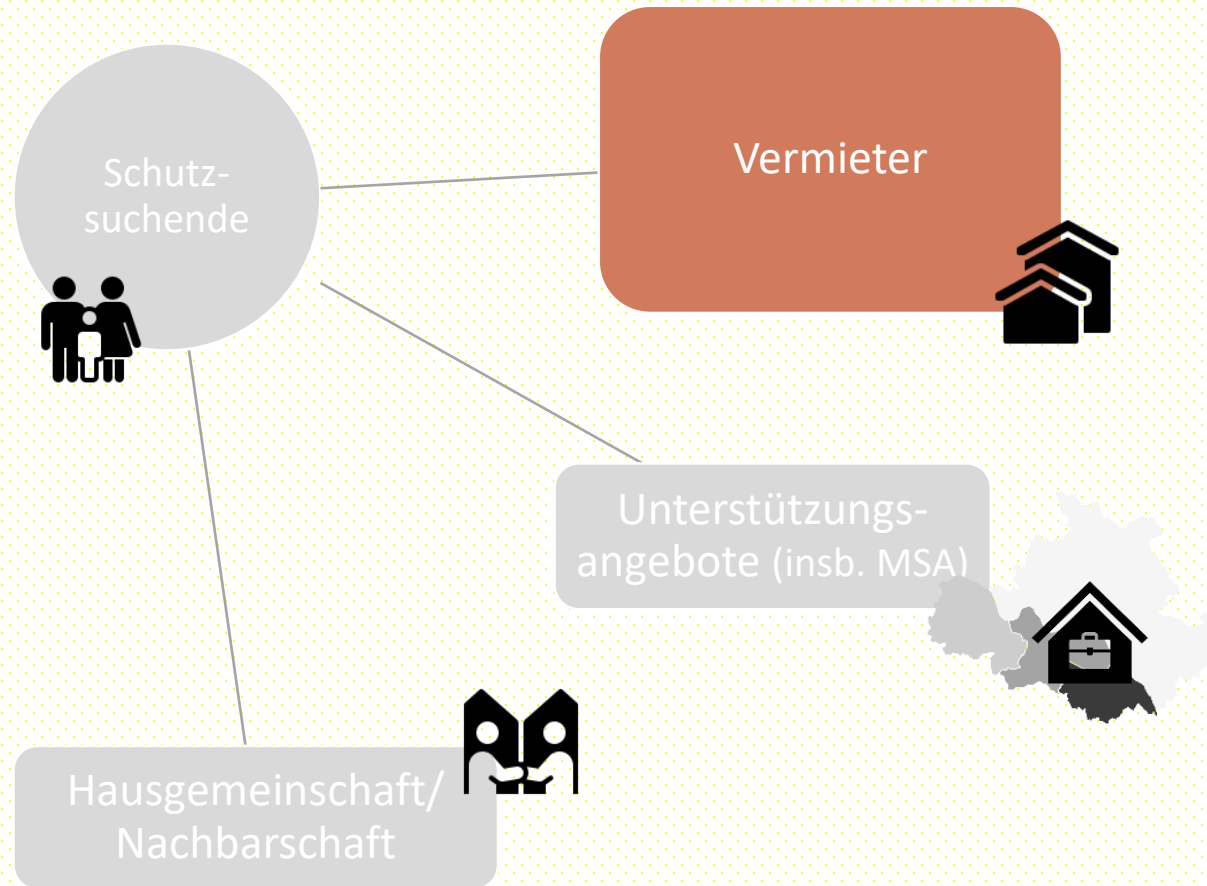 Schutz-
suchende
Vermieter
Unterstützungs-
angebote (insb. MSA)
Hausgemeinschaft/
Nachbarschaft